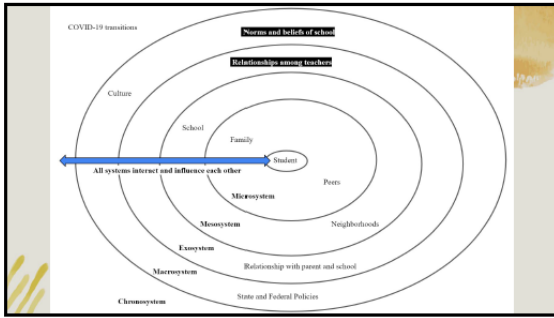 COVID-19 transitions
Norms and beliefs of school
Relationships among teachers
Culture
School
Family
Student
All systems interact and influence each other
Peers
Microsystem
Mesosystem
Neighborhoods
Exosystem
Relationship with parent and school
Macrosystem
State and Federal Policies
Chronosystem